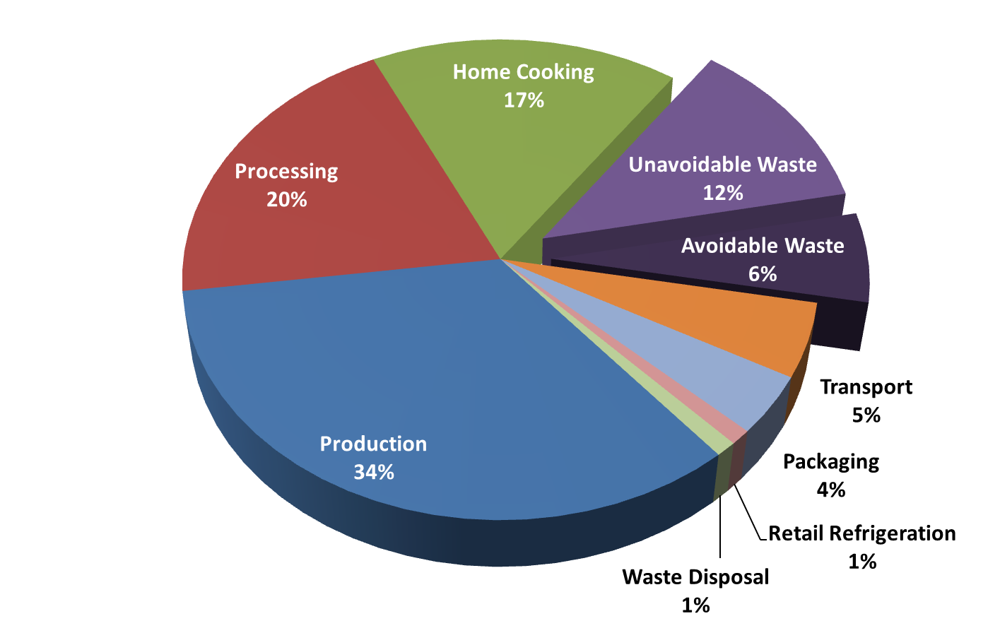 Home Cooking
17%
Unavoidable Waste
12%
Processing
20%
Avoidable Waste
6%
Transport
5%
Production
34%
Packaging
4%
Retail Refrigeration
1%
Waste Disposal
1%